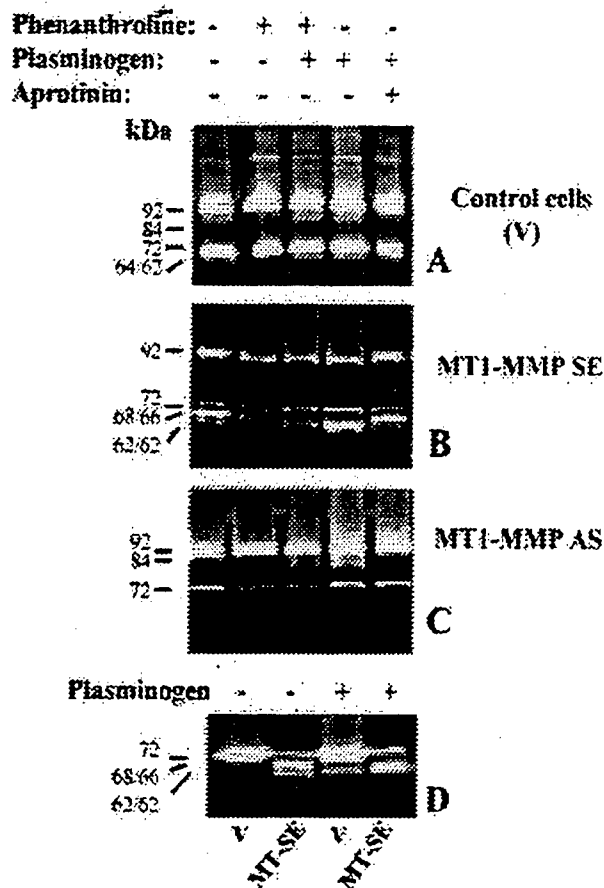 Phenanthroline: - + + - -
Plasminogen: - - + + +
Aprotinin: - - - - +
kDa
92
84
72
64/62
Control cells
(V)
A
92
72
68/66
62/62
MT1-MMP SE
B
92
84
72
MT1-MMP AS
C
Plasminogen - - + +
72
68/66
62/62
D
V MT-SE V MT-SE